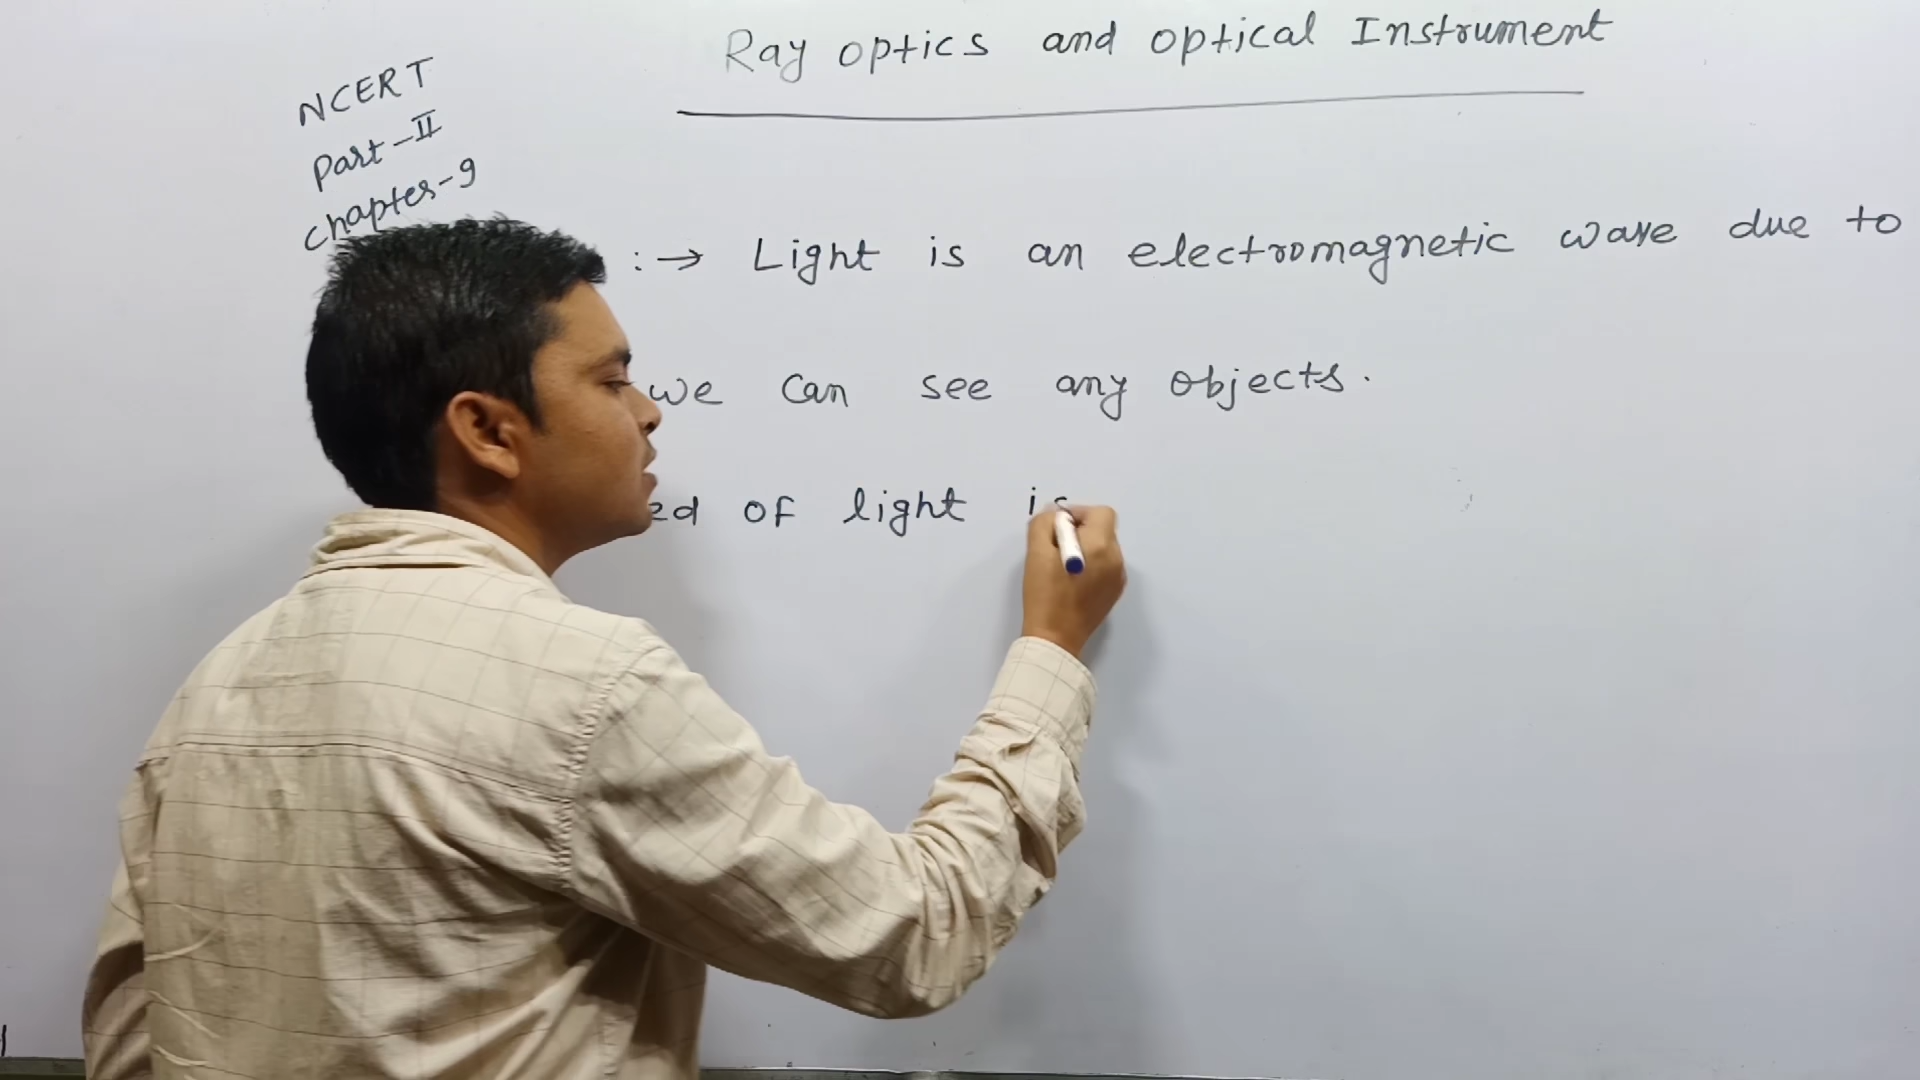 Ray optics and optical Instrument
NCERT
Part-II
Chapter-9
:→ Light is an electromagnetic wave due to
we can see any objects.
of light is